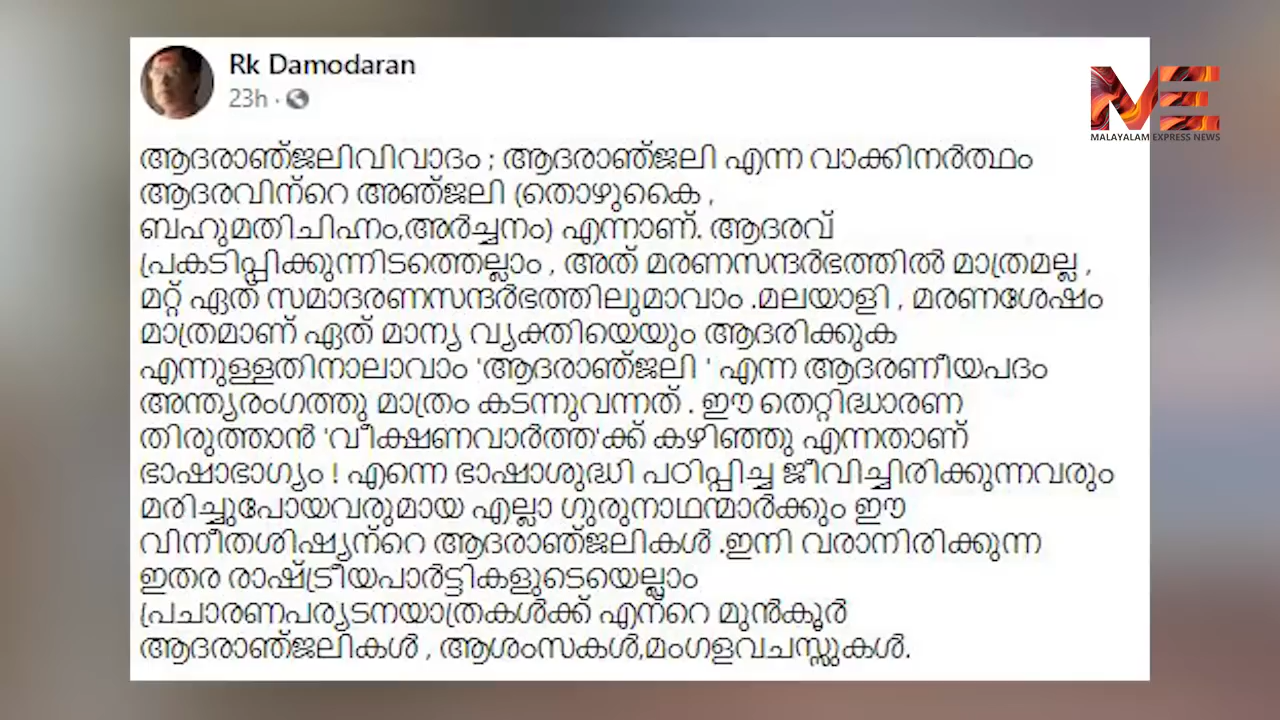 Rk Damodaran
23h ·
ME
MALAYALAM EXPRESS NEWS
ആദരാഞ്ജലിവിവാദം ; ആദരാഞ്ജലി എന്ന വാക്കിനർത്ഥം
ആദരവിന്റെ അഞ്ജലി (തൊഴുകൈ ,
ബഹുമതിചിഹ്നം,അർച്ചനം) എന്നാണ്. ആദരവ്
പ്രകടിപ്പിക്കുന്നിടത്തെല്ലാം , അത് മരണസന്ദർഭത്തിൽ മാത്രമല്ല ,
മറ്റ് ഏത് സമാദരണസന്ദർഭത്തിലുമാവാം .മലയാളി , മരണശേഷം
മാത്രമാണ് ഏത് മാന്യ വ്യക്തിയെയും ആദരിക്കുക
എന്നുള്ളതിനാലാവാം 'ആദരാഞ്ജലി ' എന്ന ആദരണീയപദം
അന്ത്യരംഗത്തു മാത്രം കടന്നുവന്നത് . ഈ തെറ്റിദ്ധാരണ
തിരുത്താൻ 'വീക്ഷണവാർത്ത'ക്ക് കഴിഞ്ഞു എന്നതാണ്
ഭാഷാഭാഗ്യം ! എന്നെ ഭാഷാശുദ്ധി പഠിപ്പിച്ച ജീവിച്ചിരിക്കുന്നവരും
മരിച്ചുപോയവരുമായ എല്ലാ ഗുരുനാഥന്മാർക്കും ഈ
വിനീതശിഷ്യന്റെ ആദരാഞ്ജലികൾ .ഇനി വരാനിരിക്കുന്ന
ഇതര രാഷ്ട്രീയപാർട്ടികളുടെയെല്ലാം
പ്രചാരണപര്യടനയാത്രകൾക്ക് എന്റെ മുൻകൂർ
ആദരാഞ്ജലികൾ , ആശംസകൾ,മംഗളവചസ്സുകൾ.